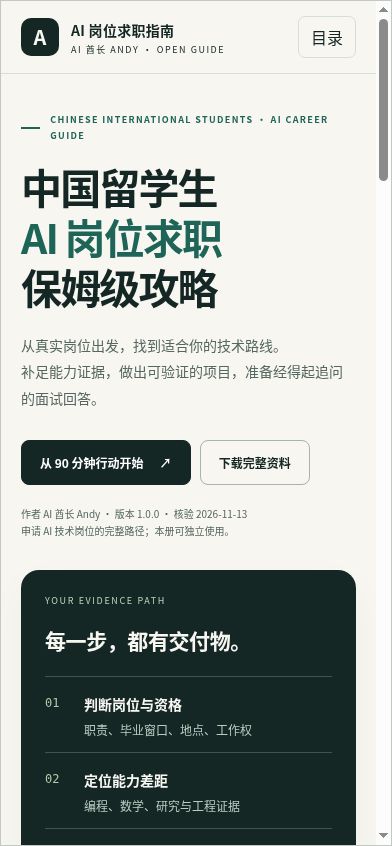 A
AI 岗位求职指南
AI 首长 ANDY · OPEN GUIDE
目录
CHINESE INTERNATIONAL STUDENTS · AI CAREER
GUIDE
中国留学生
AI 岗位求职
保姆级攻略
从真实岗位出发，找到适合你的技术路线。
补足能力证据，做出可验证的项目，准备经得起追问
的面试回答。
从 90 分钟行动开始 ↗
下载完整资料
作者 AI 首长 Andy · 版本 1.0.0 · 核验 2026-11-13
申请 AI 技术岗位的完整路径；本册可独立使用。
YOUR EVIDENCE PATH
每一步，都有交付物。
01 判断岗位与资格
职责、毕业窗口、地点、工作权
02 定位能力差距
编程、数学、研究与工程证据